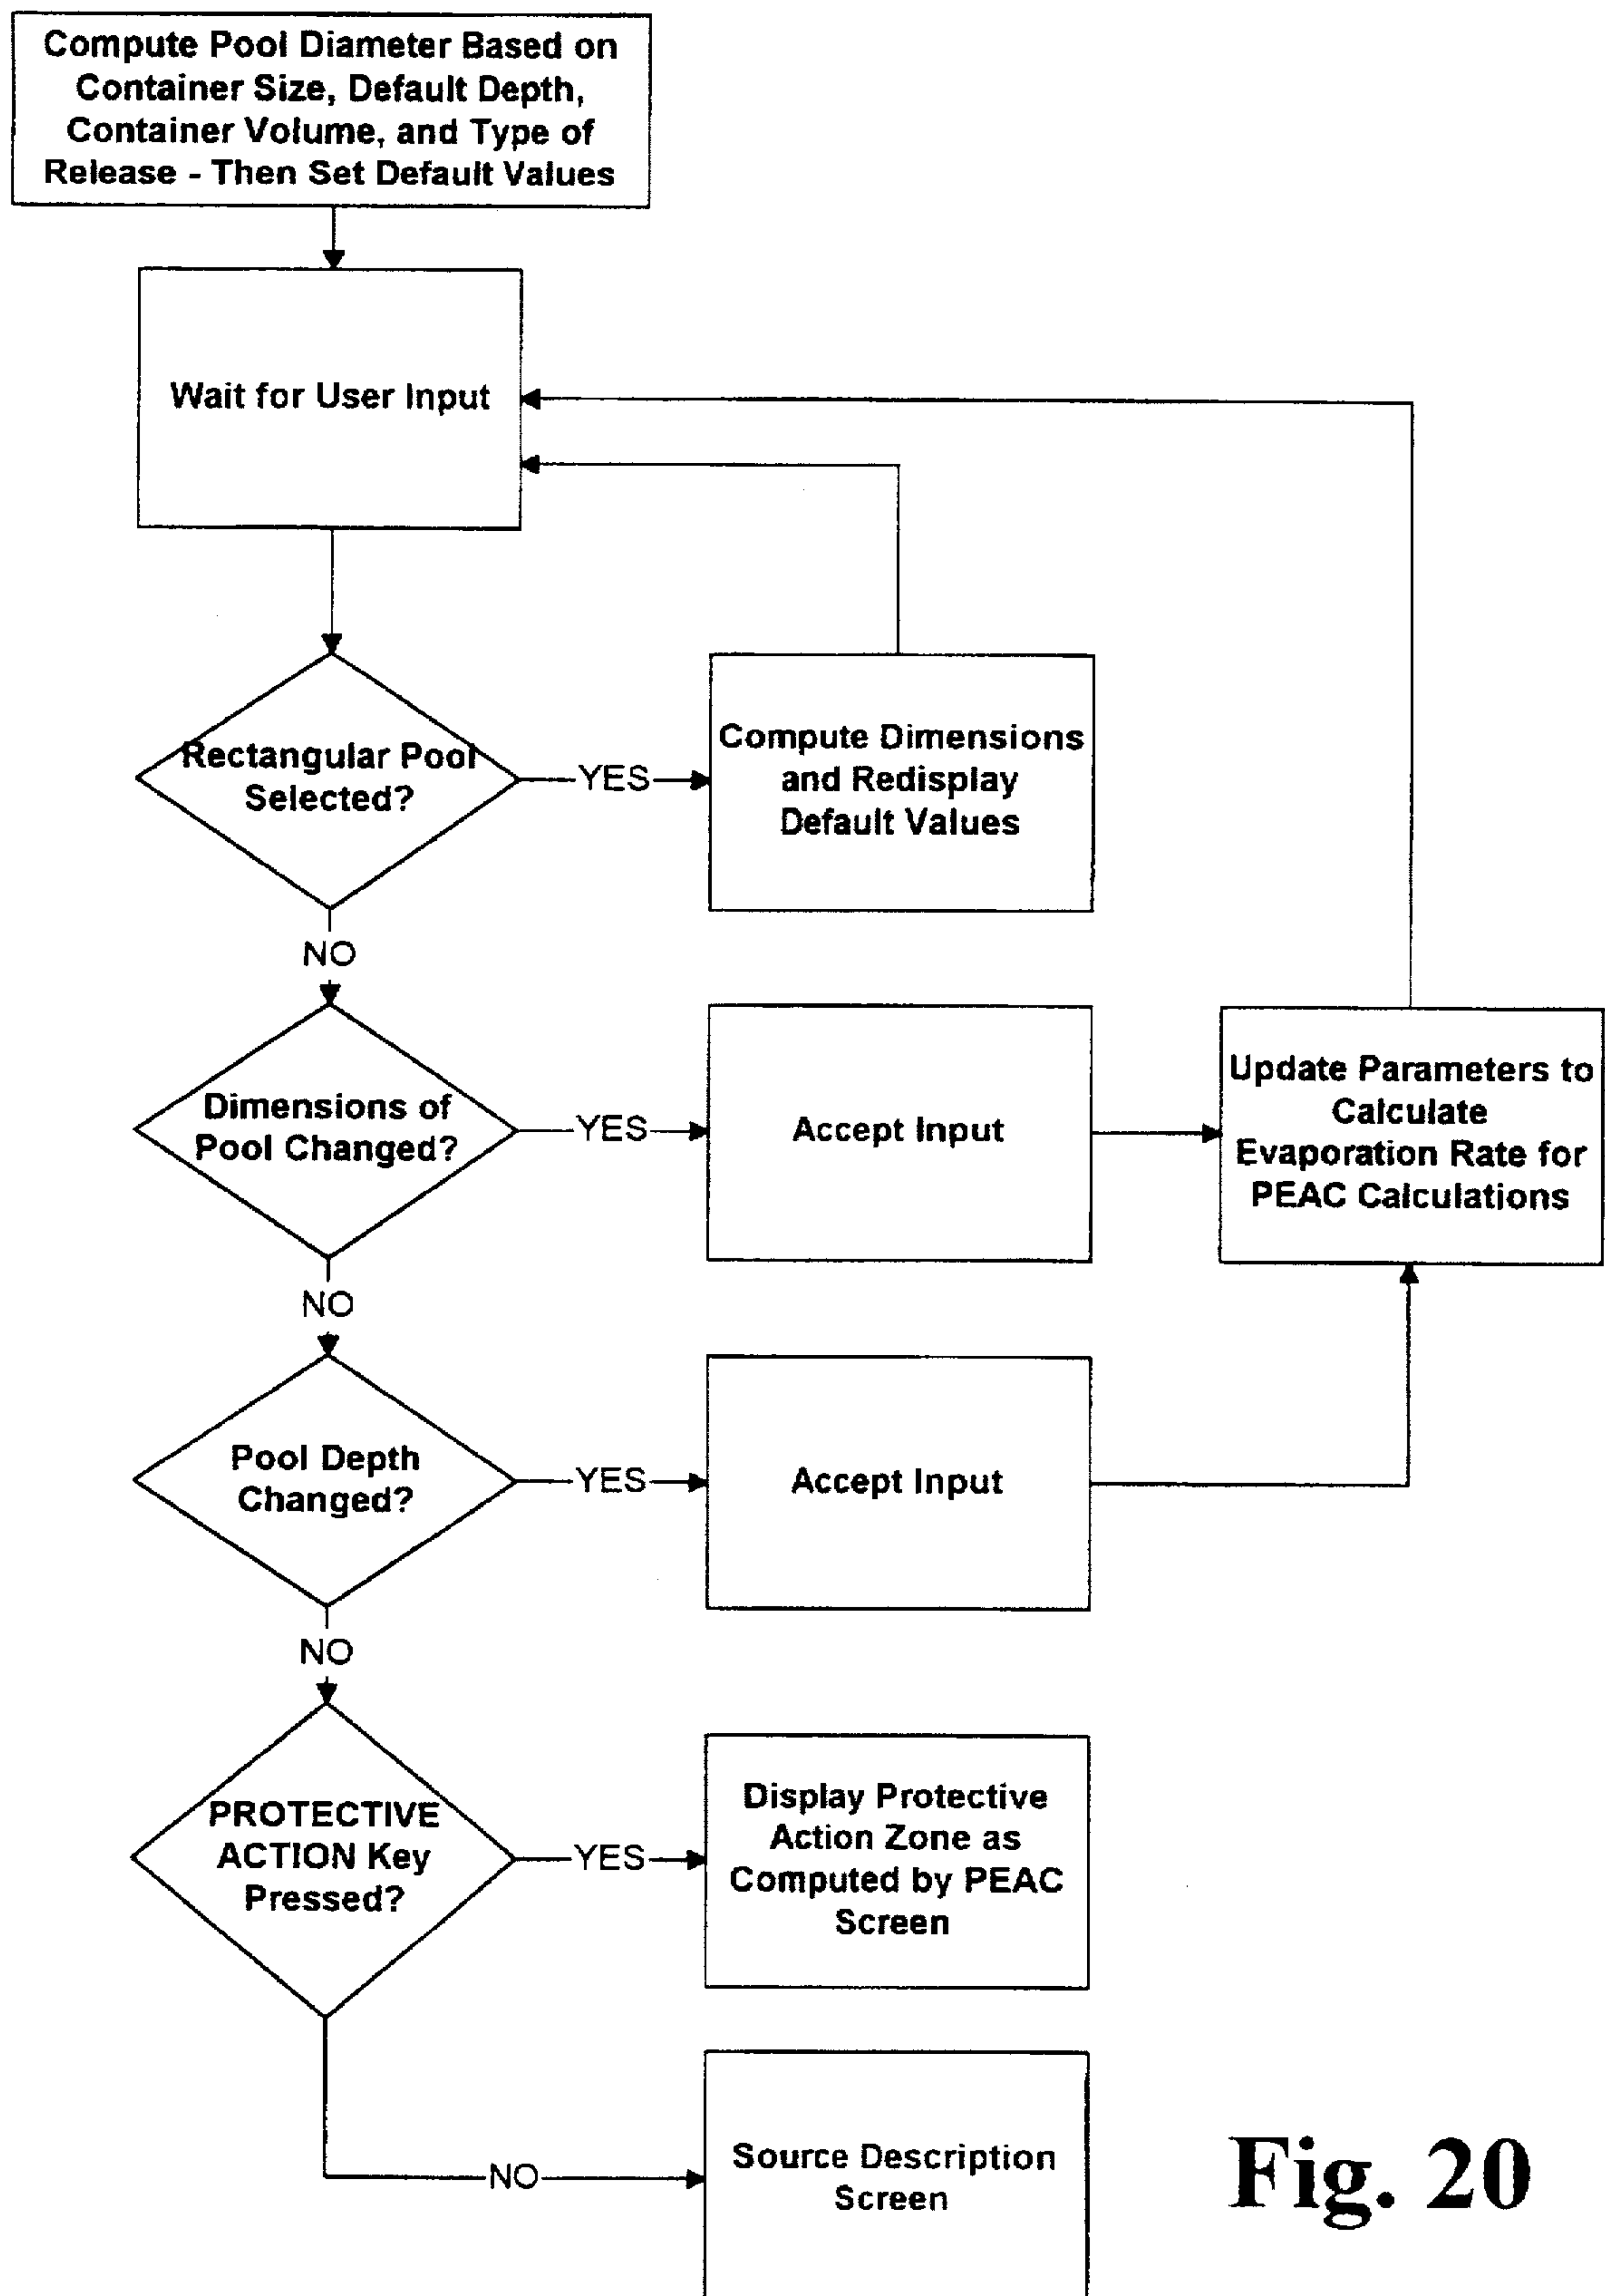 Compute Pool Diameter Based on
Container Size, Default Depth,
Container Volume, and Type of
Release - Then Set Default Values
Wait for User Input
Rectangular Pool
Selected?
YES
Compute Dimensions
and Redisplay
Default Values
NO
Dimensions of
Pool Changed?
YES
Accept Input
Update Parameters to
Calculate
Evaporation Rate for
PEAC Calculations
NO
Pool Depth
Changed?
YES
Accept Input
NO
PROTECTIVE
ACTION Key
Pressed?
YES
Display Protective
Action Zone as
Computed by PEAC
Screen
NO
Source Description
Screen
Fig. 20